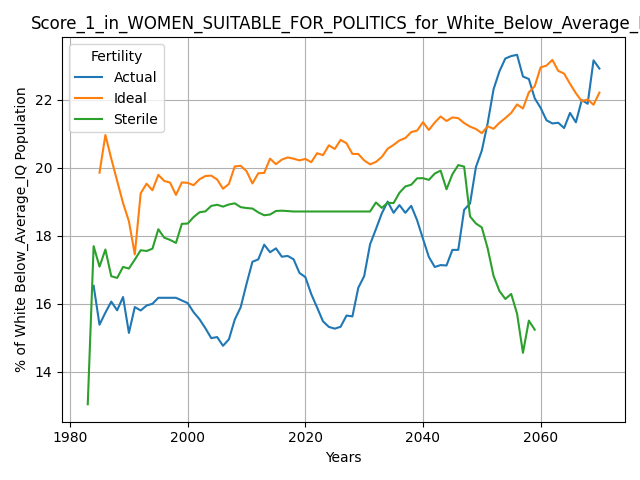 Score_1_in_WOMEN_SUITABLE_FOR_POLITICS_for_White_Below_Average_
Fertility
Actual
Ideal
Sterile
% of White Below_Average_IQ Population
22
20
18
16
14
1980
2000
2020
2040
2060
Years